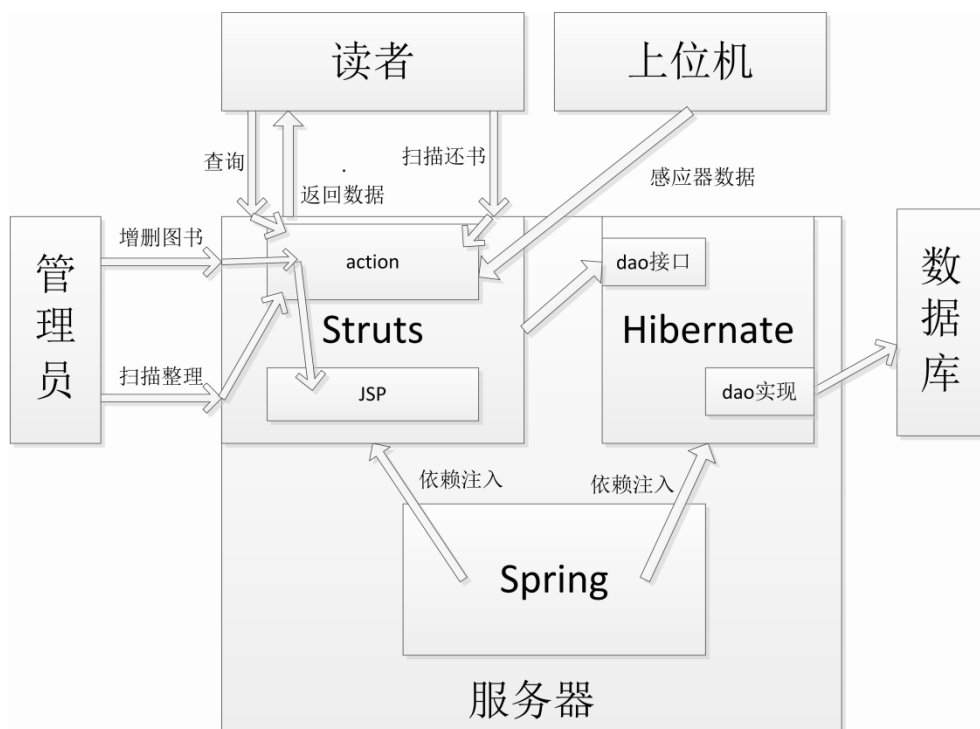 读者
上位机
查询
返回数据
扫描还书
感应器数据
管理员
增删图书
扫描整理
action
Struts
JSP
dao接口
Hibernate
dao实现
数据库
依赖注入
依赖注入
Spring
服务器